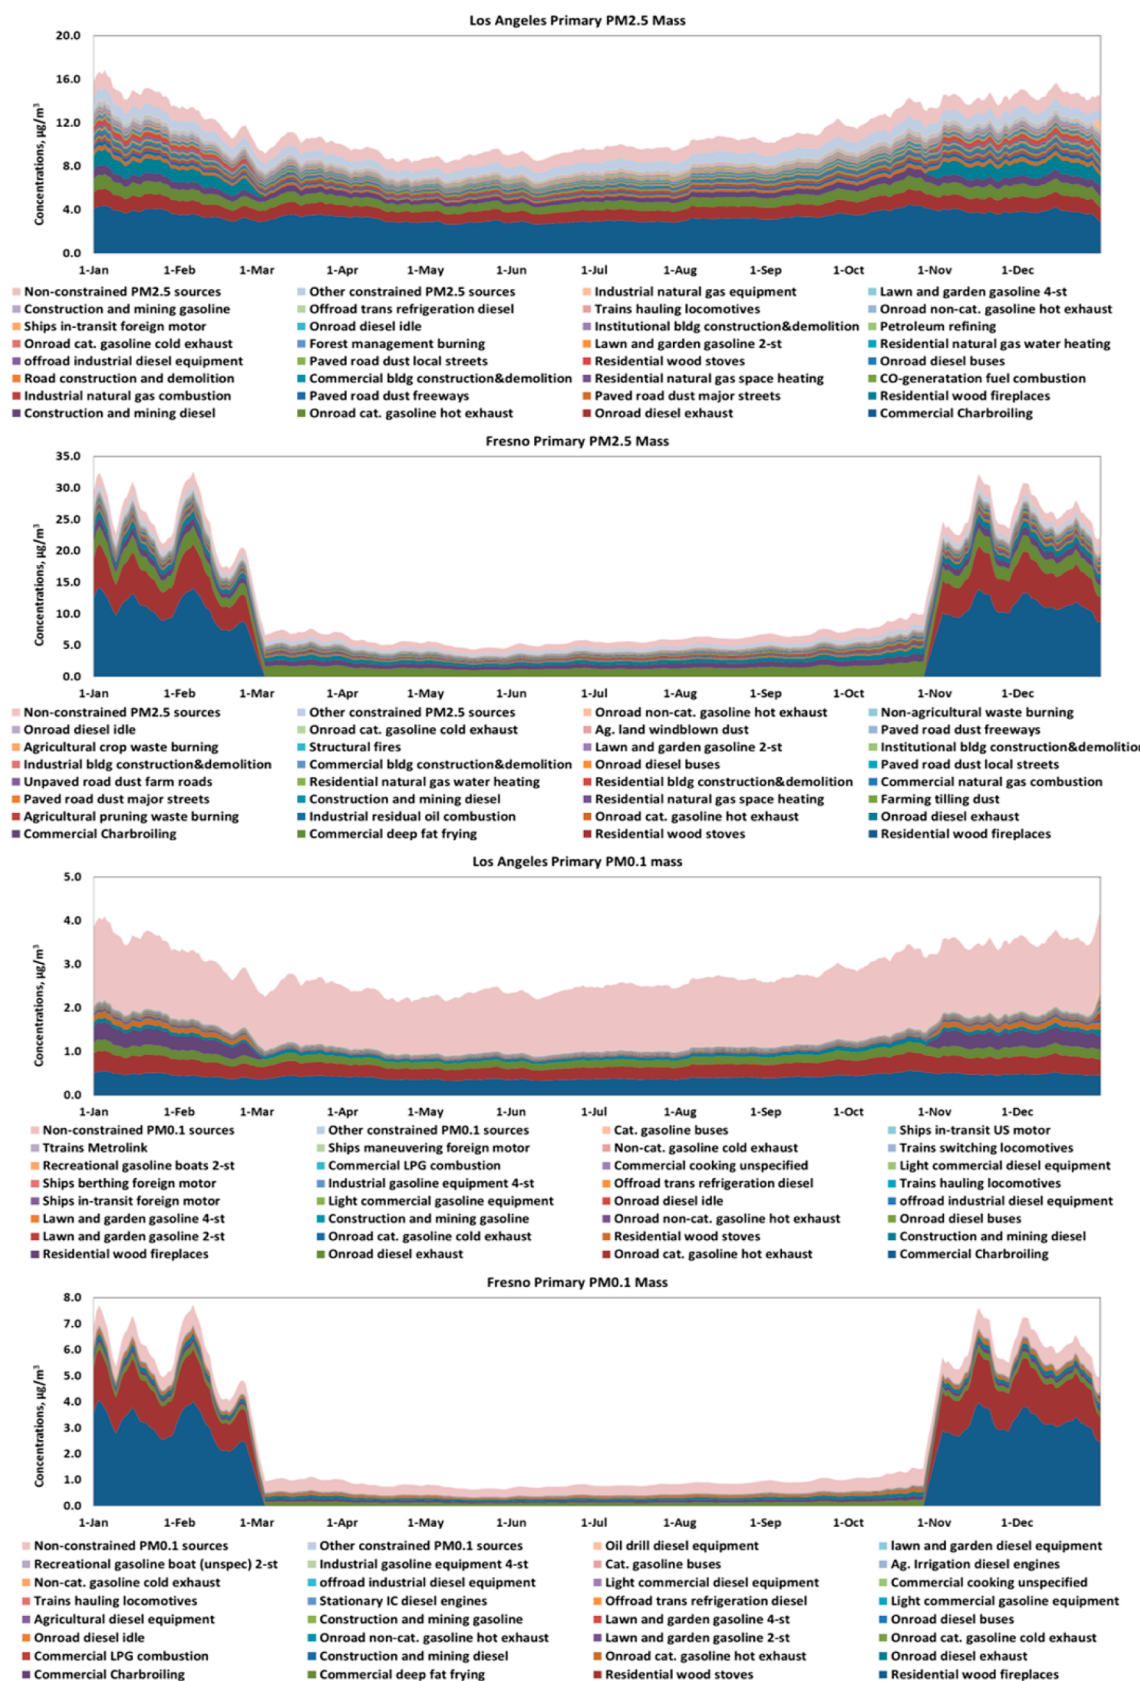 Los Angeles Primary PM2.5 Mass
20.0
16.0
12.0
8.0
4.0
0.0
Concentrations, µg/m³
1-Jan 1-Feb 1-Mar 1-Apr 1-May 1-Jun 1-Jul 1-Aug 1-Sep 1-Oct 1-Nov 1-Dec
Non-constrained PM2.5 sources Other constrained PM2.5 sources Industrial natural gas equipment Lawn and garden gasoline 4-st
Construction and mining gasoline Offroad trans refrigeration diesel Trains hauling locomotives Onroad non-cat. gasoline hot exhaust
Ships in-transit foreign motor Onroad diesel idle Institutional bldg construction&demolition Petroleum refining
Onroad cat. gasoline cold exhaust Forest management burning Lawn and garden gasoline 2-st Residential natural gas water heating
offroad industrial diesel equipment Paved road dust local streets Residential wood stoves Onroad diesel buses
Road construction and demolition Commercial bldg construction&demolition Residential natural gas space heating CO-generatation fuel combustion
Industrial natural gas combustion Paved road dust freeways Paved road dust major streets Residential wood fireplaces
Construction and mining diesel Onroad cat. gasoline hot exhaust Onroad diesel exhaust Commercial Charbroiling
Fresno Primary PM2.5 Mass
35.0
30.0
25.0
20.0
15.0
10.0
5.0
0.0
Concentrations, µg/m³
1-Jan 1-Feb 1-Mar 1-Apr 1-May 1-Jun 1-Jul 1-Aug 1-Sep 1-Oct 1-Nov 1-Dec
Non-constrained PM2.5 sources Other constrained PM2.5 sources Onroad non-cat. gasoline hot exhaust Non-agricultural waste burning
Onroad diesel idle Onroad cat. gasoline cold exhaust Ag. land windblown dust Paved road dust freeways
Agricultural crop waste burning Structural fires Lawn and garden gasoline 2-st Institutional bldg construction&demolition
Industrial bldg construction&demolition Commercial bldg construction&demolition Onroad diesel buses Paved road dust local streets
Unpaved road dust farm roads Residential natural gas water heating Residential bldg construction&demolition Commercial natural gas combustion
Paved road dust major streets Construction and mining diesel Residential natural gas space heating Farming tilling dust
Agricultural pruning waste burning Industrial residual oil combustion Onroad cat. gasoline hot exhaust Onroad diesel exhaust
Commercial Charbroiling Commercial deep fat frying Residential wood stoves Residential wood fireplaces
Los Angeles Primary PM0.1 mass
5.0
4.0
3.0
2.0
1.0
0.0
Concentrations, µg/m³
1-Jan 1-Feb 1-Mar 1-Apr 1-May 1-Jun 1-Jul 1-Aug 1-Sep 1-Oct 1-Nov 1-Dec
Non-constrained PM0.1 sources Other constrained PM0.1 sources Cat. gasoline buses Ships in-transit US motor
Ttrains Metrolink Ships maneuvering foreign motor Non-cat. gasoline cold exhaust Trains switching locomotives
Recreational gasoline boats 2-st Commercial LPG combustion Commercial cooking unspecified Light commercial diesel equipment
Ships berthing foreign motor Industrial gasoline equipment 4-st Offroad trans refrigeration diesel Trains hauling locomotives
Ships in-transit foreign motor Light commercial gasoline equipment Onroad diesel idle offroad industrial diesel equipment
Lawn and garden gasoline 4-st Construction and mining gasoline Onroad non-cat. gasoline hot exhaust Onroad diesel buses
Lawn and garden gasoline 2-st Onroad cat. gasoline cold exhaust Residential wood stoves Construction and mining diesel
Residential wood fireplaces Onroad diesel exhaust Onroad cat. gasoline hot exhaust Commercial Charbroiling
Fresno Primary PM0.1 Mass
8.0
7.0
6.0
5.0
4.0
3.0
2.0
1.0
0.0
Concentrations, µg/m³
1-Jan 1-Feb 1-Mar 1-Apr 1-May 1-Jun 1-Jul 1-Aug 1-Sep 1-Oct 1-Nov 1-Dec
Non-constrained PM0.1 sources Other constrained PM0.1 sources Oil drill diesel equipment lawn and garden diesel equipment
Recreational gasoline boat (unspec) 2-st Industrial gasoline equipment 4-st Cat. gasoline buses Ag. Irrigation diesel engines
Non-cat. gasoline cold exhaust offroad industrial diesel equipment Light commercial diesel equipment Commercial cooking unspecified
Trains hauling locomotives Stationary IC diesel engines Offroad trans refrigeration diesel Light commercial gasoline equipment
Agricultural diesel equipment Construction and mining gasoline Lawn and garden gasoline 4-st Onroad diesel buses
Onroad diesel idle Onroad non-cat. gasoline hot exhaust Lawn and garden gasoline 2-st Onroad cat. gasoline cold exhaust
Commercial LPG combustion Construction and mining diesel Onroad cat. gasoline hot exhaust Onroad diesel exhaust
Commercial Charbroiling Commercial deep fat frying Residential wood stoves Residential wood fireplaces